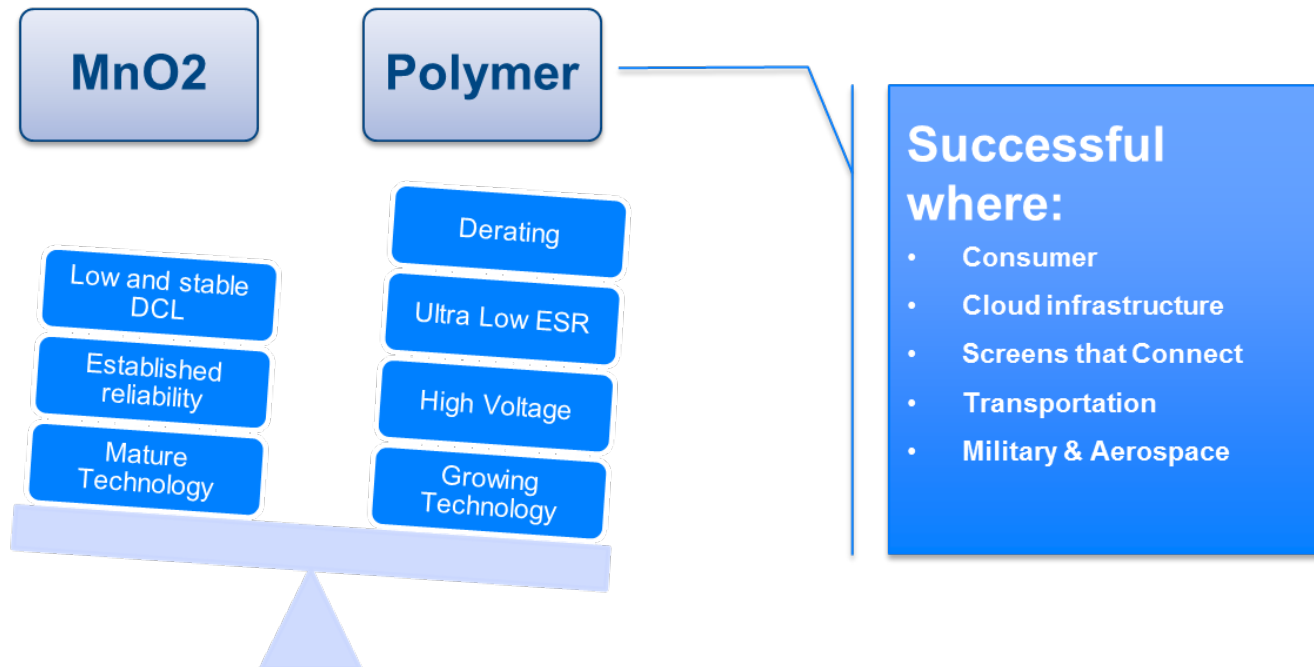 MnO2
Polymer
Low and stable
DCL
Established
reliability
Mature
Technology
Derating
Ultra Low ESR
High Voltage
Growing
Technology
Successful
where:
• Consumer
• Cloud infrastructure
• Screens that Connect
• Transportation
• Military & Aerospace